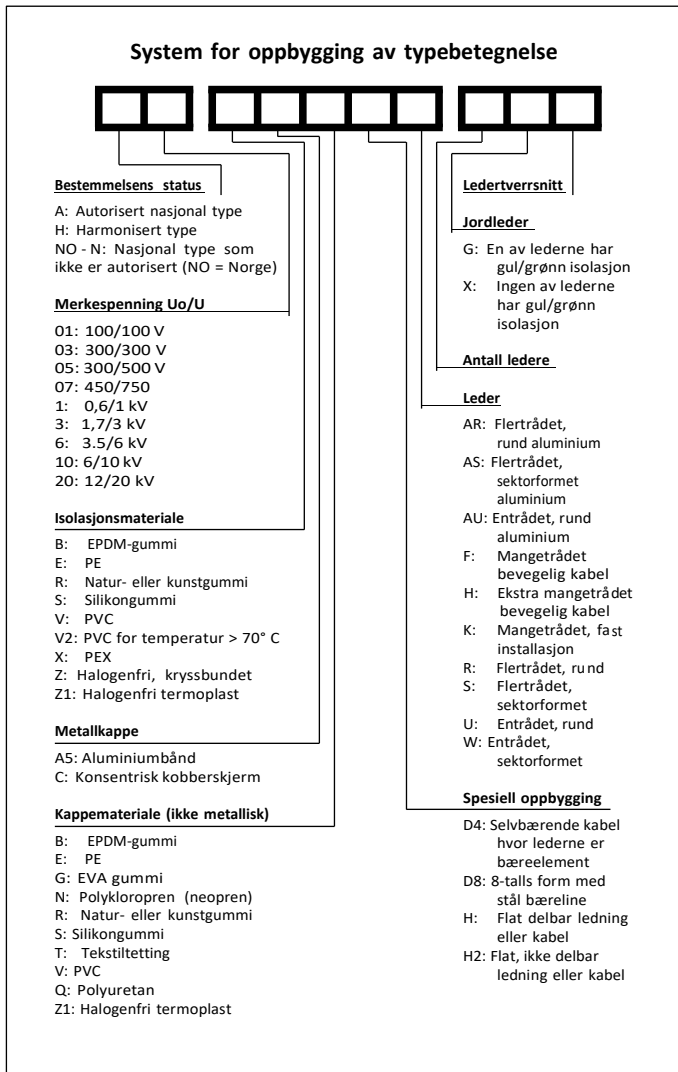 System for oppbygging av typebetegnelse
Bestemmelsens status
A: Autorisert nasjonal type
H: Harmonisert type
NO - N: Nasjonal type som
ikke er autorisert (NO = Norge)
Merkespenning Uo/U
01: 100/100 V
03: 300/300 V
05: 300/500 V
07: 450/750
1: 0,6/1 kV
3: 1,7/3 kV
6: 3.5/6 kV
10: 6/10 kV
20: 12/20 kV
Isolasjonsmateriale
B: EPDM-gummi
E: PE
R: Natur- eller kunstgummi
S: Silikongummi
V: PVC
V2: PVC for temperatur > 70° C
X: PEX
Z: Halogenfri, kryssbundet
Z1: Halogenfri termoplast
Metallkappe
A5: Aluminiumbånd
C: Konsentrisk kobberskjerm
Kappemateriale (ikke metallisk)
B: EPDM-gummi
E: PE
G: EVA gummi
N: Polykloropren (neopren)
R: Natur- eller kunstgummi
S: Silikongummi
T: Tekstiltetting
V: PVC
Q: Polyuretan
Z1: Halogenfri termoplast
Ledertverrsnitt
Jordleder
G: En av lederne har
gul/grønn isolasjon
X: Ingen av lederne
har gul/grønn
isolasjon
Antall ledere
Leder
AR: Flertrådet,
rund aluminium
AS: Flertrådet,
sektorformet
aluminium
AU: Entrådet, rund
aluminium
F: Mangetrådet
bevegelig kabel
H: Ekstra mangetrådet
bevegelig kabel
K: Mangetrådet, fast
installasjon
R: Flertrådet, rund
S: Flertrådet,
sektorformet
U: Entrådet, rund
W: Entrådet,
sektorformet
Spesiell oppbygging
D4: Selvbærende kabel
hvor lederne er
bæreelement
D8: 8-talls form med
stål bæreline
H: Flat delbar ledning
eller kabel
H2: Flat, ikke delbar
ledning eller kabel